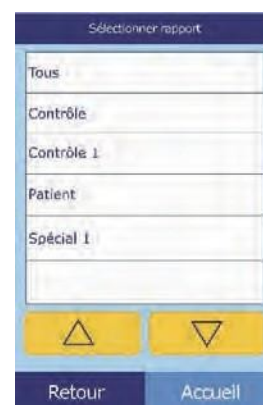 Sélectionner rapport
Tous
Contrôle
Contrôle 1
Patient
Spécial 1
Retour Accueil